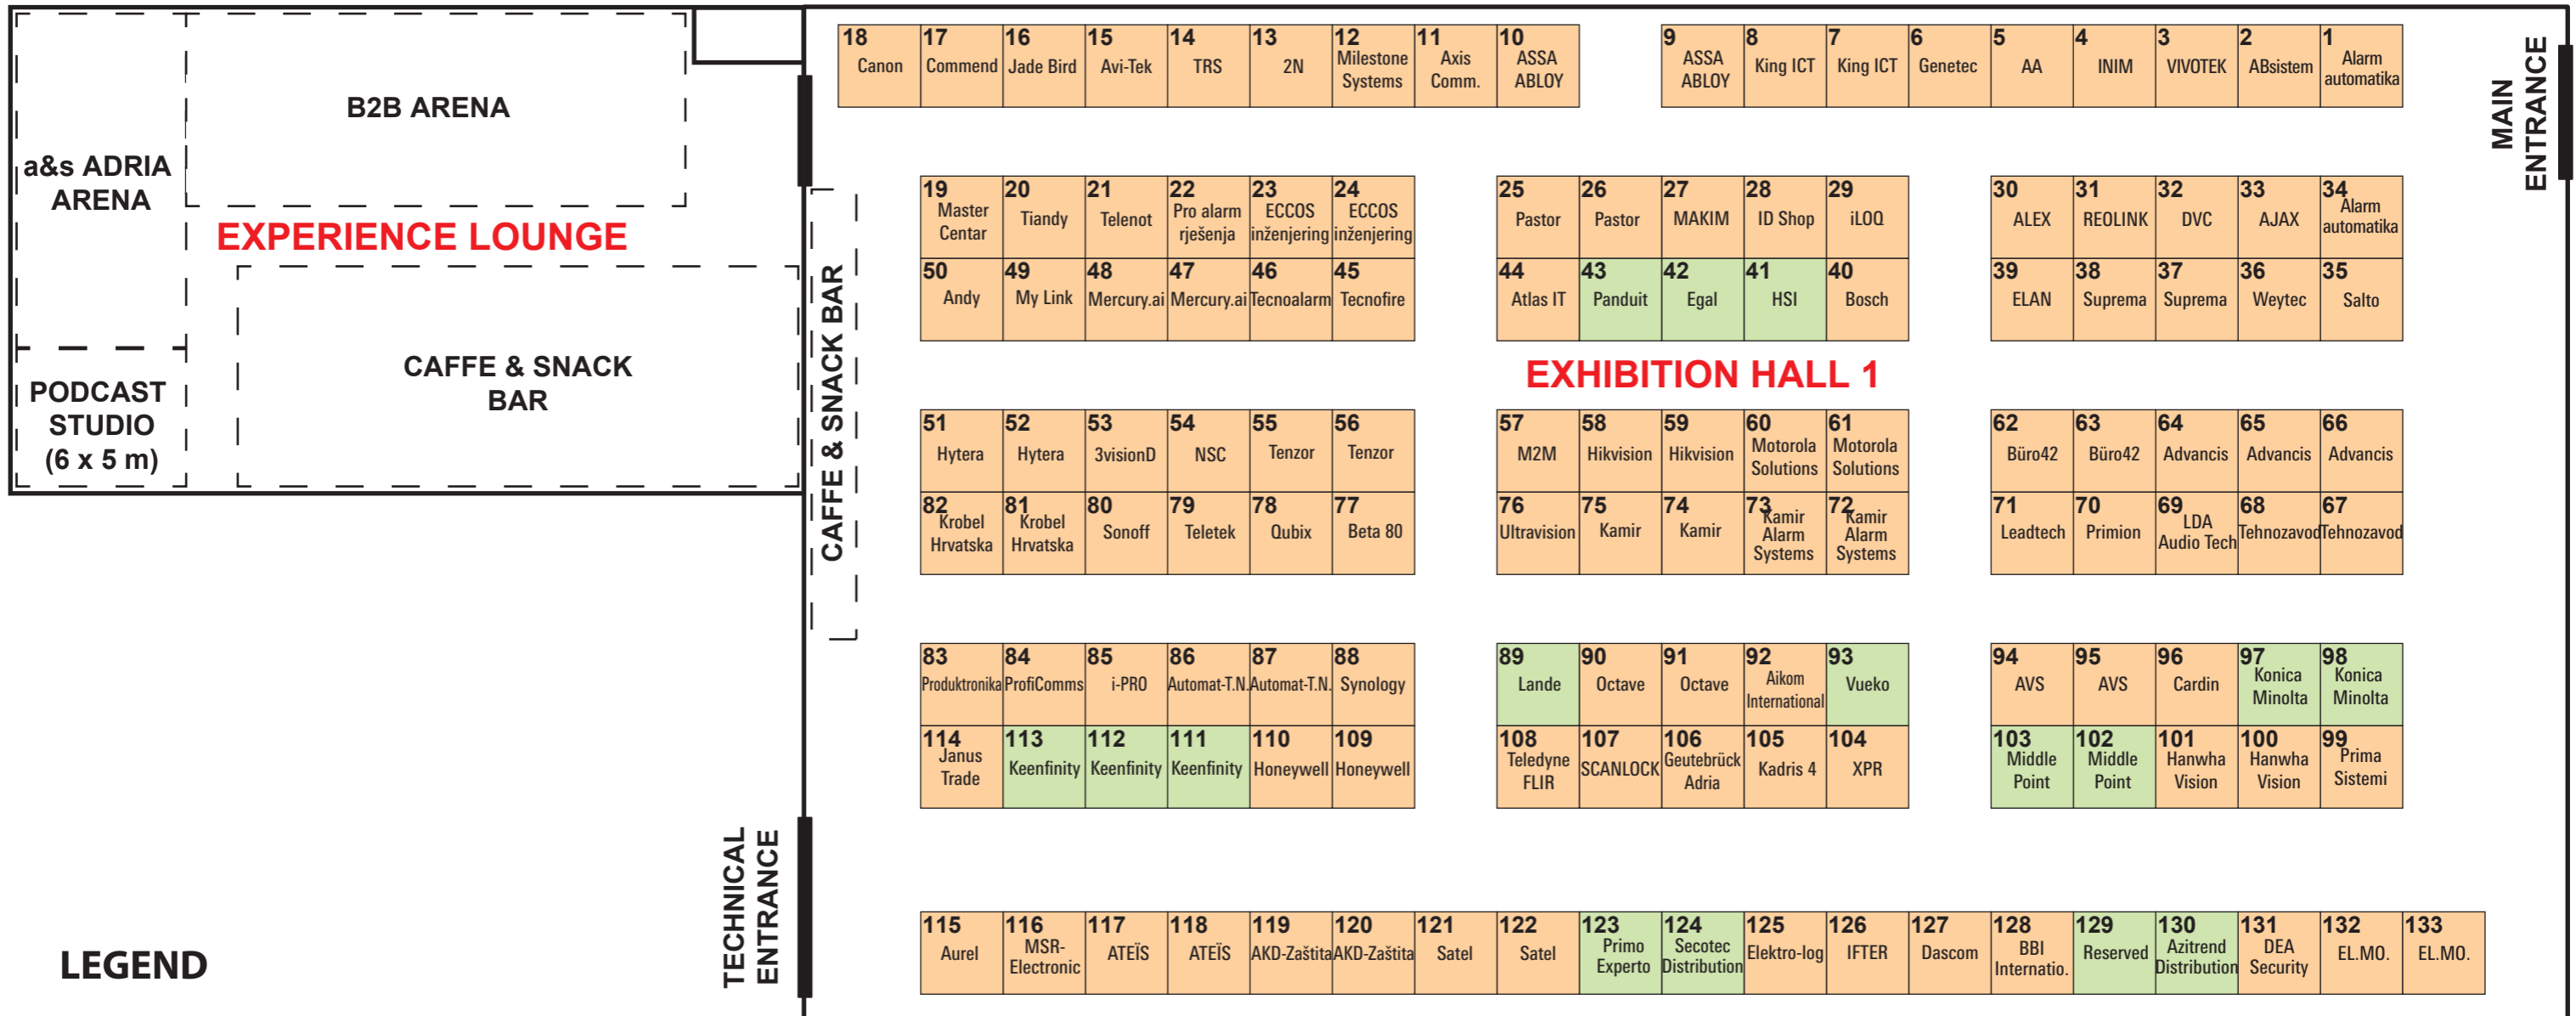 a&s ADRIA
ARENA
B2B ARENA
EXPERIENCE LOUNGE
PODCAST
STUDIO
(6 x 5 m)
CAFFE & SNACK
BAR
CAFFE & SNACK BAR
TECHNICAL
ENTRANCE
LEGEND
MAIN
ENTRANCE
18
Canon
17
Commend
16
Jade Bird
15
Avi-Tek
14
TRS
13
2N
12
Milestone
Systems
11
Axis
Comm.
10
ASSA
ABLOY
9
ASSA
ABLOY
8
King ICT
7
King ICT
6
Genetec
5
AA
4
INIM
3
VIVOTEK
2
ABsistem
1
Alarm
automatika
19
Master
Centar
20
Tiandy
21
Telenot
22
Pro alarm
rješenja
23
ECCOS
inženjering
24
ECCOS
inženjering
25
Pastor
26
Pastor
27
MAKIM
28
ID Shop
29
iLOQ
30
ALEX
31
REOLINK
32
DVC
33
AJAX
34
Alarm
automatika
50
Andy
49
My Link
48
Mercury.ai
47
Mercury.ai
46
Tecnoalarm
45
Tecnofire
44
Atlas IT
43
Panduit
42
Egal
41
HSI
40
Bosch
39
ELAN
38
Suprema
37
Suprema
36
Weytec
35
Salto
EXHIBITION HALL 1
51
Hytera
52
Hytera
53
3visionD
54
NSC
55
Tenzor
56
Tenzor
57
M2M
58
Hikvision
59
Hikvision
60
Motorola
Solutions
61
Motorola
Solutions
62
Büro42
63
Büro42
64
Advancis
65
Advancis
66
Advancis
82
Krobel
Hrvatska
81
Krobel
Hrvatska
80
Sonoff
79
Teletek
78
Qubix
77
Beta 80
76
Ultravision
75
Kamir
74
Kamir
73
Kamir
Alarm
Systems
72
Kamir
Alarm
Systems
71
Leadtech
70
Primion
69
LDA
Audio Tech
68
Tehnozavod
67
Tehnozavod
83
Produktronika
84
ProfiComms
85
i-PRO
86
Automat-T.N.
87
Automat-T.N.
88
Synology
89
Lande
90
Octave
91
Octave
92
Aikom
International
93
Vueko
94
AVS
95
AVS
96
Cardin
97
Konica
Minolta
98
Konica
Minolta
114
Janus
Trade
113
Keenfinity
112
Keenfinity
111
Keenfinity
110
Honeywell
109
Honeywell
108
Teledyne
FLIR
107
SCANLOCK
106
Geutebrück
Adria
105
Kadris 4
104
XPR
103
Middle
Point
102
Middle
Point
101
Hanwha
Vision
100
Hanwha
Vision
99
Prima
Sistemi
115
Aurel
116
MSR-
Electronic
117
ATEÏS
118
ATEÏS
119
AKD-Zaštita
120
AKD-Zaštita
121
Satel
122
Satel
123
Primo
Experto
124
Secotec
Distribution
125
Elektro-log
126
IFTER
127
Dascom
128
BBI
Internatio.
129
Reserved
130
Azitrend
Distribution
131
DEA
Security
132
EL.MO.
133
EL.MO.